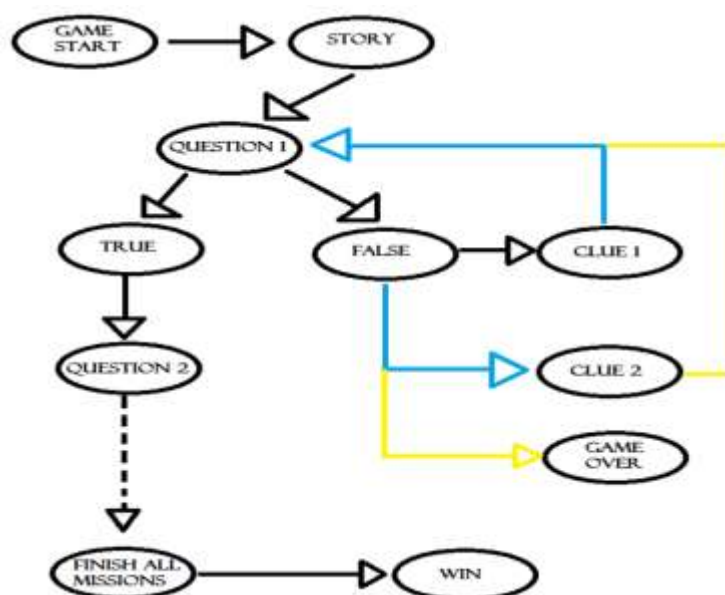 GAME
START
STORY
QUESTION 1
TRUE
FALSE
CLUE 1
QUESTION 2
CLUE 2
GAME
OVER
FINISH ALL
MISSIONS
WIN